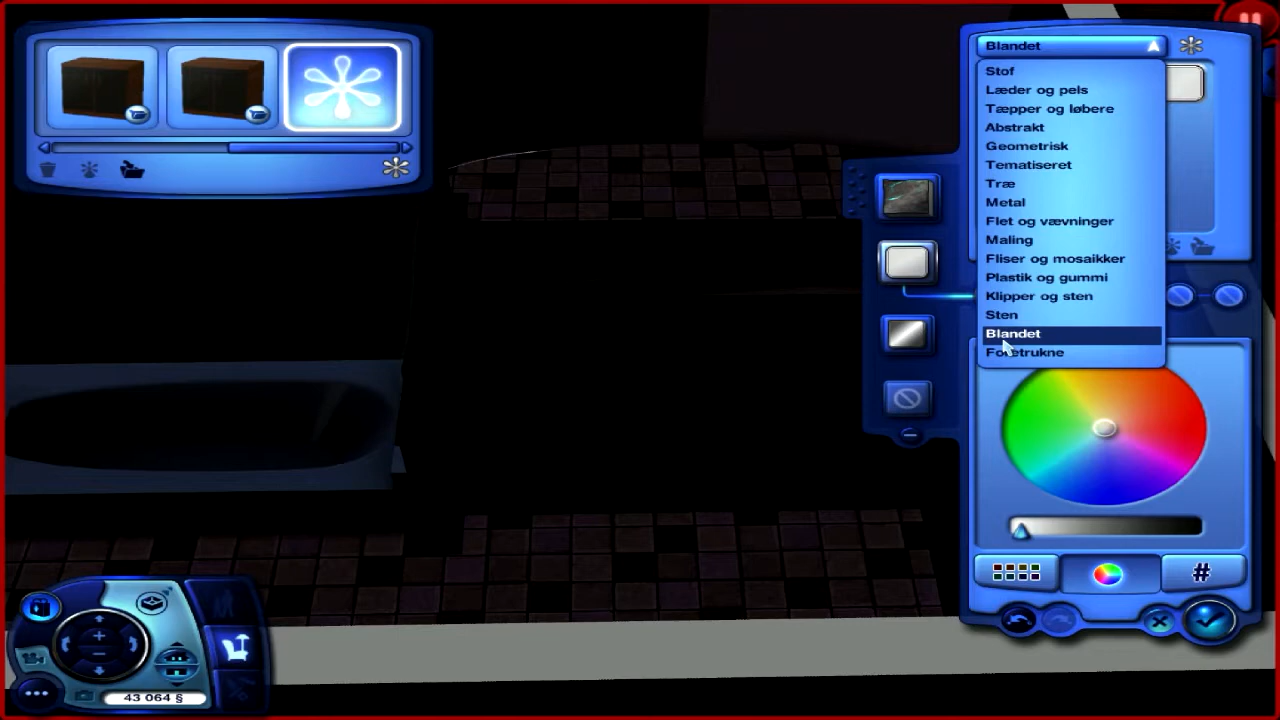 Blandet
Stof
Læder og pels
Tæpper og løbere
Abstrakt
Geometrisk
Tematiseret
Træ
Metal
Flet og vævninger
Maling
Fliser og mosaikker
Plastik og gummi
Klipper og sten
Sten
Blandet
Foretrukne
#
43 064 §